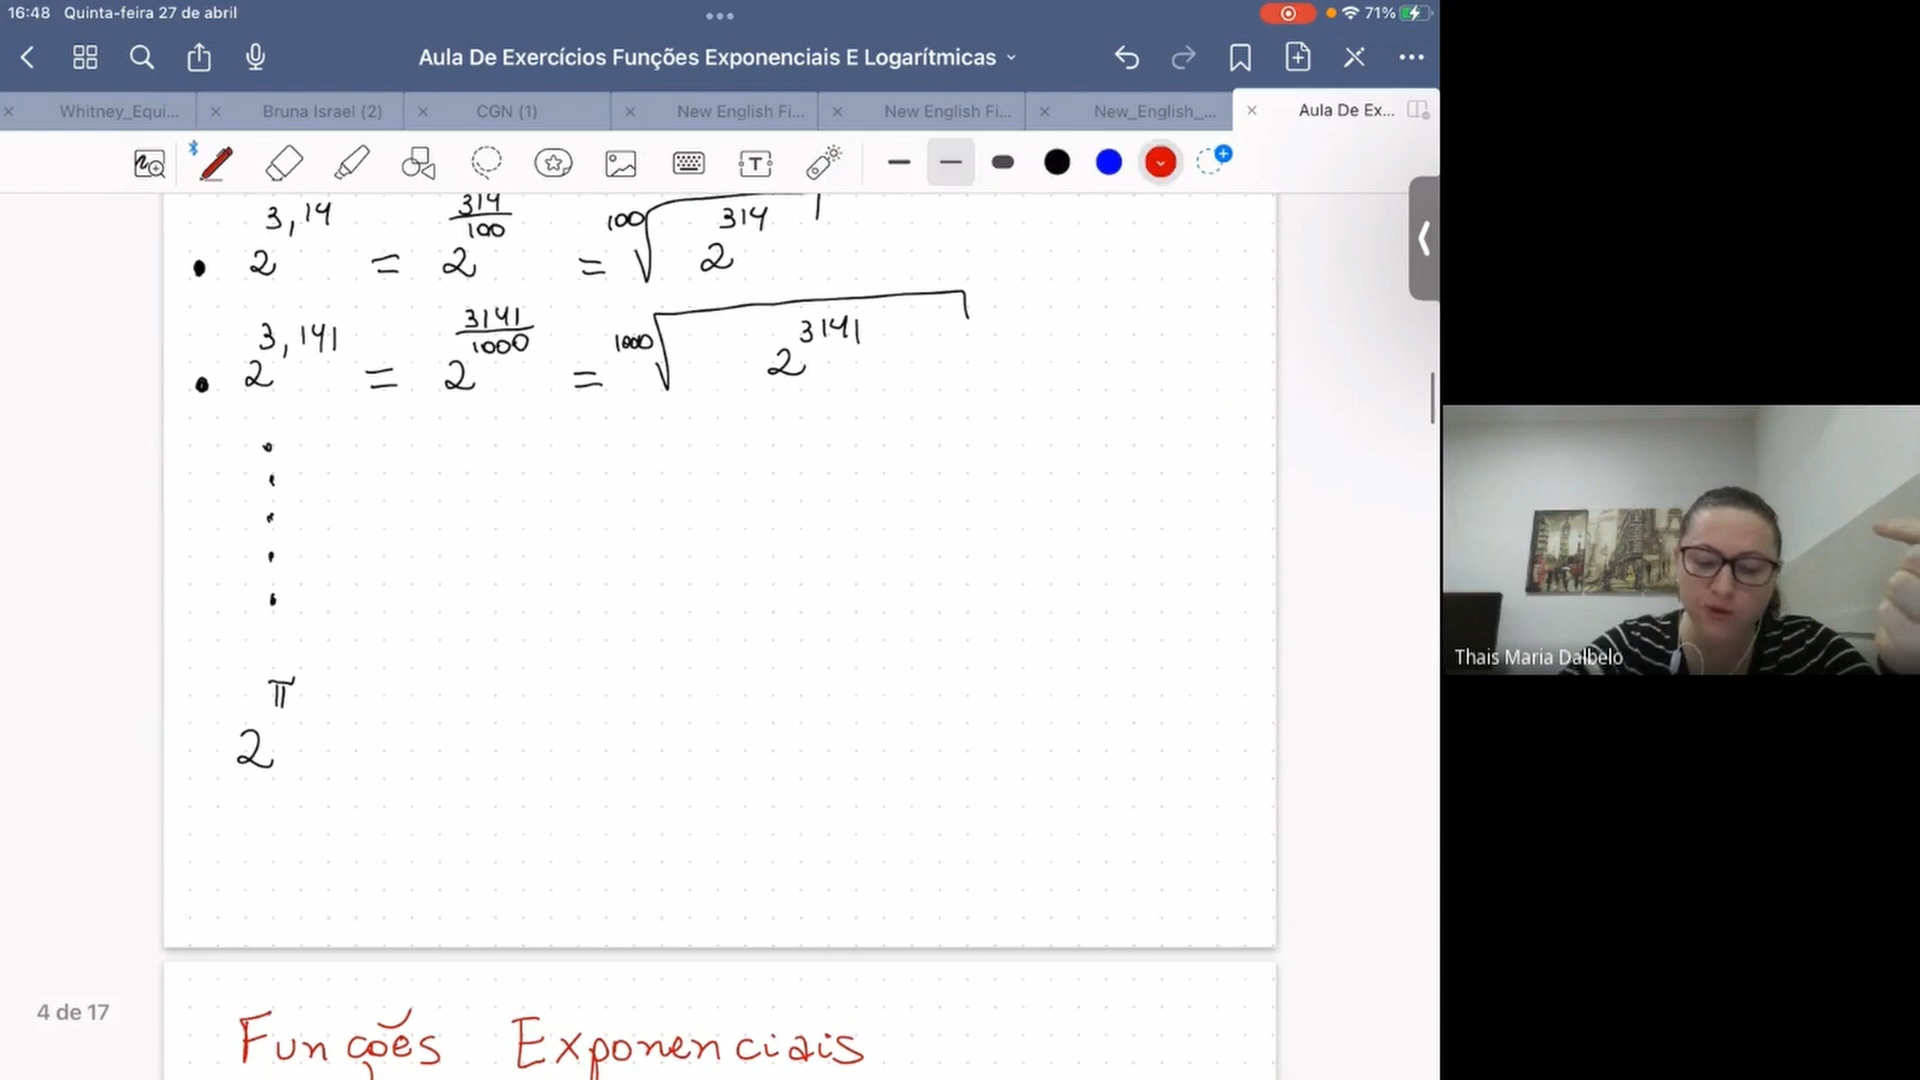 16:48 Quinta-feira 27 de abril
71%
Aula De Exercícios Funções Exponenciais E Logarítmicas
Whitney_Equi... Bruna Israel (2) CGN (1) New English Fi... New English Fi... New_English_... Aula De Ex...
• 2^{3,14} = 2^{314/100} = \sqrt[100]{2^{314}}
• 2^{3,141} = 2^{3141/1000} = \sqrt[1000]{2^{3141}}
2^π
4 de 17
Funções Exponenciais
Thais Maria Dalbelo